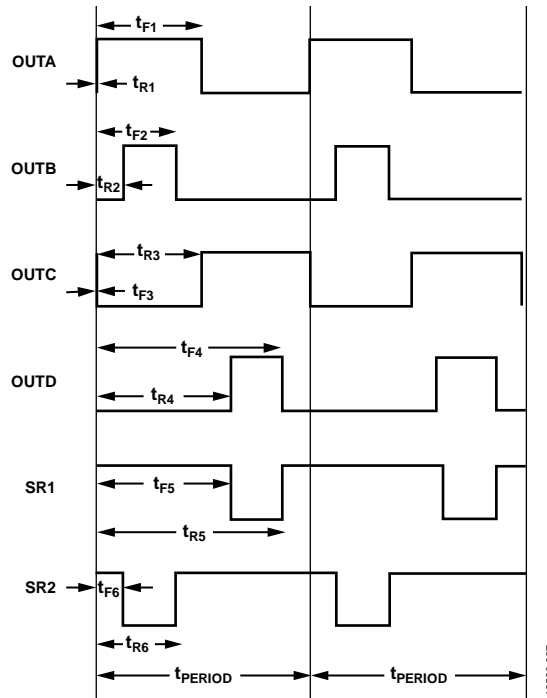 tF1
OUTA
tR1
tF2
OUTB
tR2
tR3
OUTC
tF3
tF4
OUTD
tR4
SR1
tF5
tR5
SR2
tF6
tR6
tPERIOD
tPERIOD